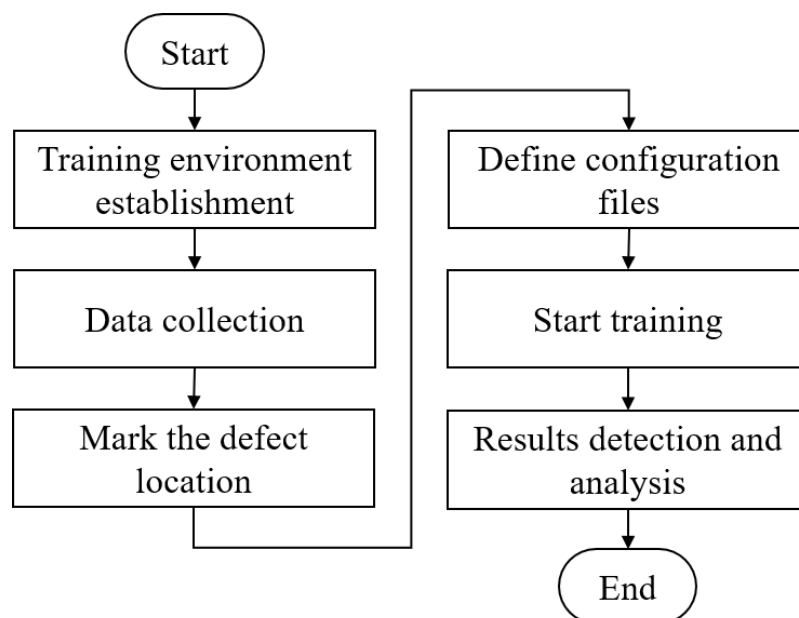 Start
Training environment
establishment
Data collection
Mark the defect
location
Define configuration
files
Start training
Results detection and
analysis
End